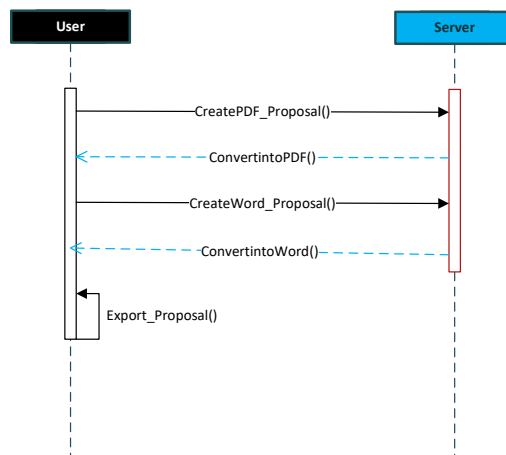 User
Server
CreatePDF_Proposal()
ConvertintoPDF()
CreateWord_Proposal()
ConvertintoWord()
Export_Proposal()